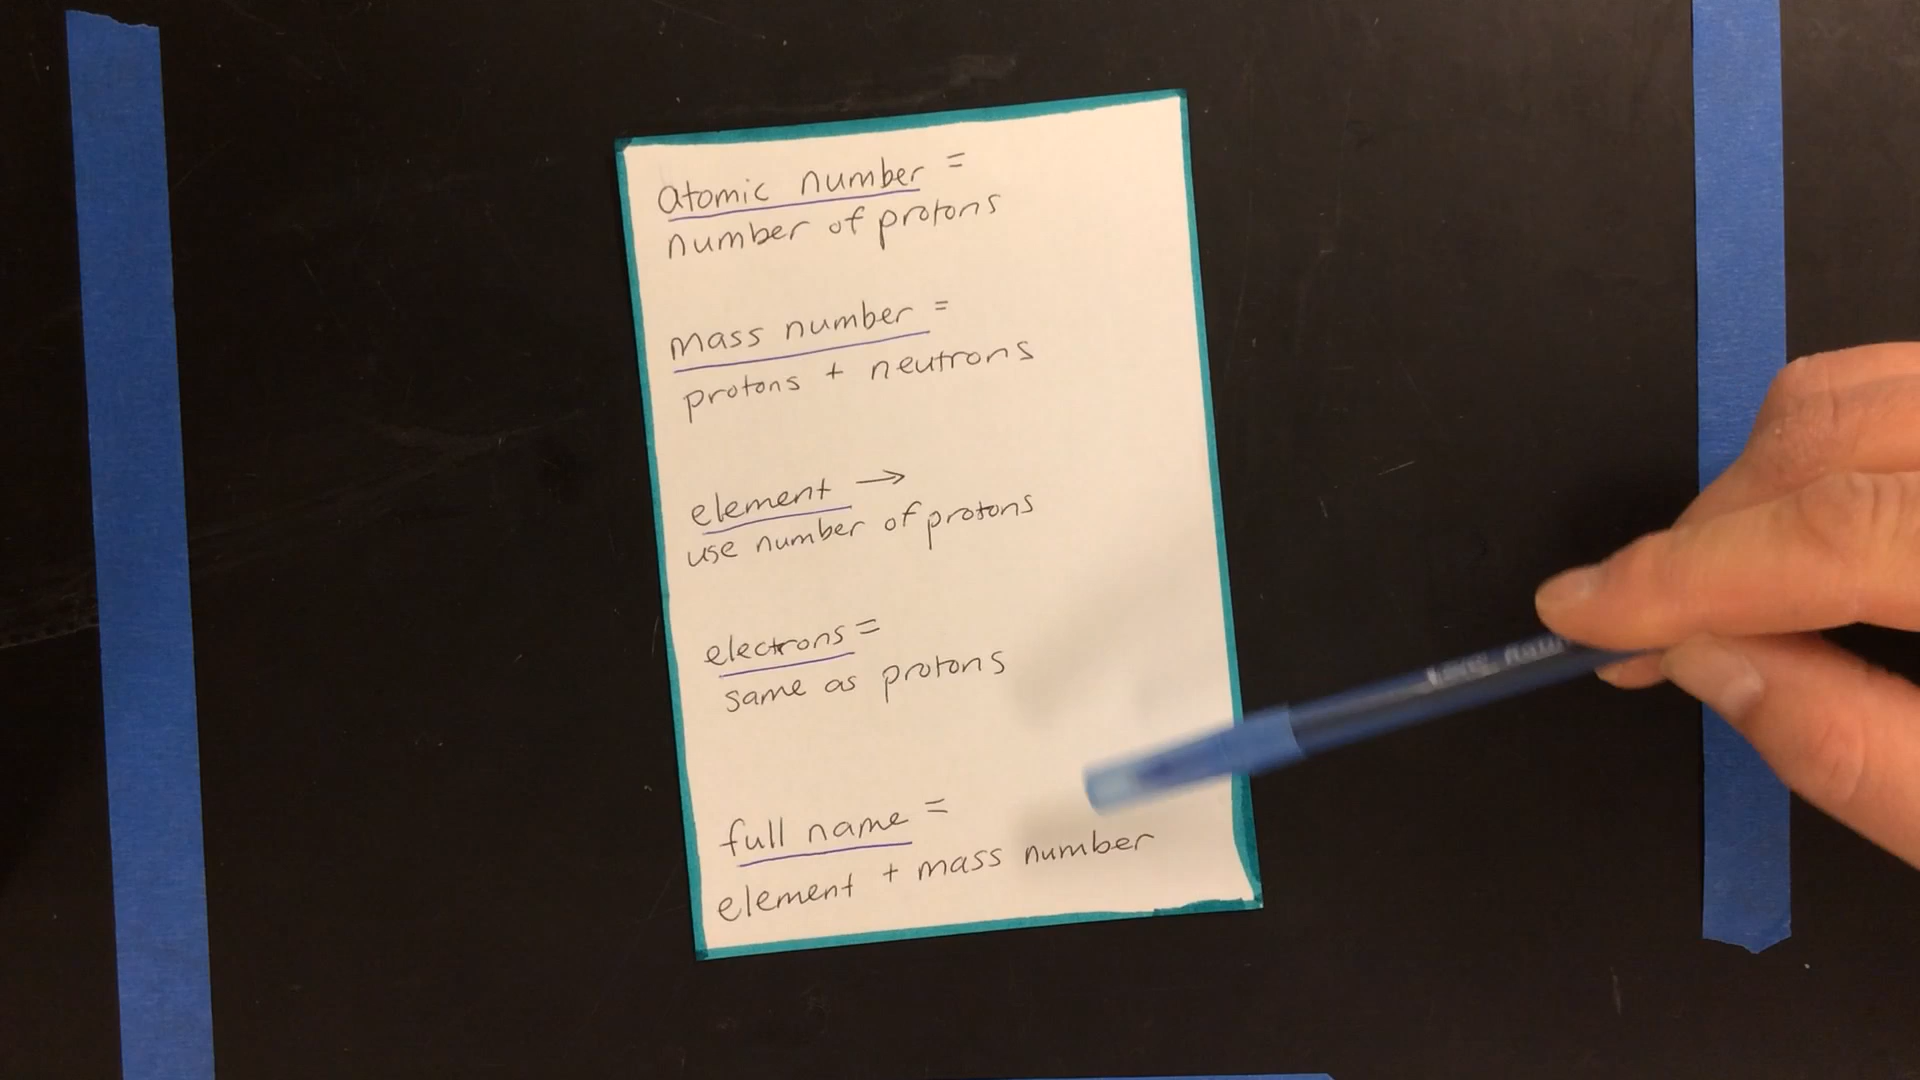 atomic number =
number of protons
mass number =
protons + neutrons
element →
use number of protons
electrons =
same as protons
full name =
element + mass number